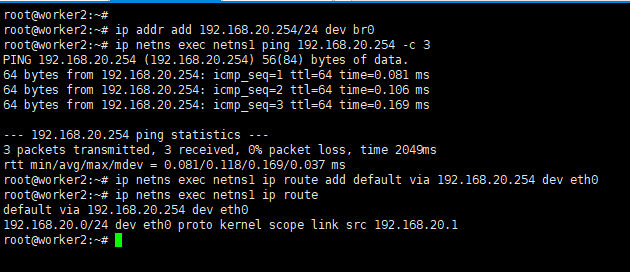 root@worker2:~#
root@worker2:~# ip addr add 192.168.20.254/24 dev br0
root@worker2:~# ip netns exec netns1 ping 192.168.20.254 -c 3
PING 192.168.20.254 (192.168.20.254) 56(84) bytes of data.
64 bytes from 192.168.20.254: icmp_seq=1 ttl=64 time=0.081 ms
64 bytes from 192.168.20.254: icmp_seq=2 ttl=64 time=0.106 ms
64 bytes from 192.168.20.254: icmp_seq=3 ttl=64 time=0.169 ms

--- 192.168.20.254 ping statistics ---
3 packets transmitted, 3 received, 0% packet loss, time 2049ms
rtt min/avg/max/mdev = 0.081/0.118/0.169/0.037 ms
root@worker2:~# ip netns exec netns1 ip route add default via 192.168.20.254 dev eth0
root@worker2:~# ip netns exec netns1 ip route
default via 192.168.20.254 dev eth0
192.168.20.0/24 dev eth0 proto kernel scope link src 192.168.20.1
root@worker2:~#